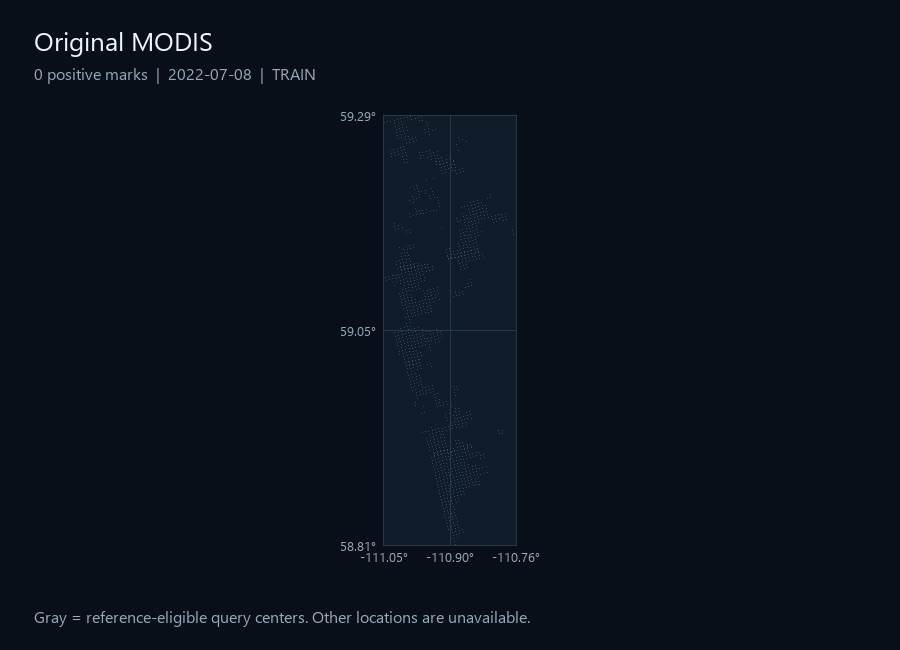 Original MODIS
0 positive marks | 2022-07-08 | TRAIN
59.29°
59.05°
58.81°
-111.05° -110.90° -110.76°
Gray = reference-eligible query centers. Other locations are unavailable.